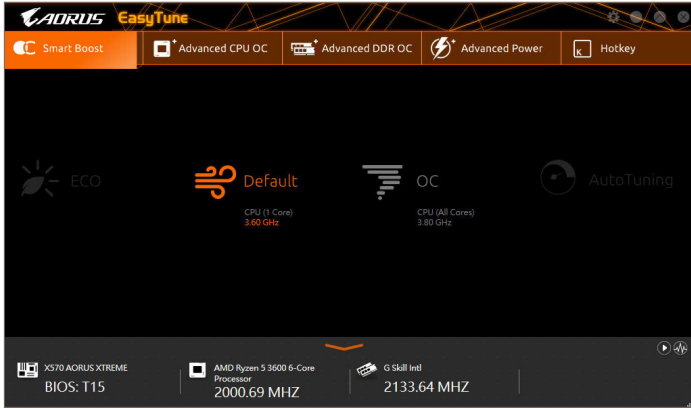 AORUS EasyTune
Smart Boost
Advanced CPU OC
Advanced DDR OC
Advanced Power
K
Hotkey
ECO
Default
CPU (1 Core)
3.60 GHz
OC
CPU (All Cores)
3.80 GHz
AutoTuning
X570 AORUS XTREME
BIOS: T15
AMD Ryzen 5 3600 6-Core
Processor
2000.69 MHZ
G Skill Intl
2133.64 MHZ